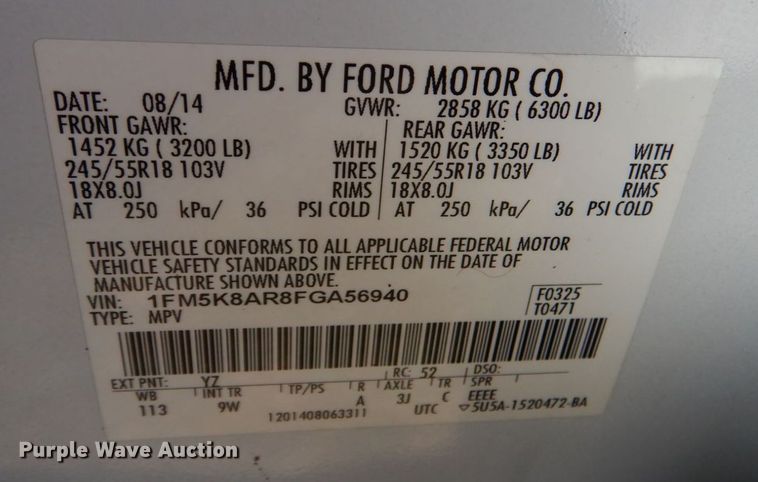 MFD. BY FORD MOTOR CO.
DATE: 08/14 GVWR: 2858 KG ( 6300 LB)
FRONT GAWR: REAR GAWR:
1452 KG ( 3200 LB) WITH 1520 KG ( 3350 LB) WITH
245/55R18 103V TIRES 245/55R18 103V TIRES
18X8.0J RIMS 18X8.0J RIMS
AT 250 kPa/ 36 PSI COLD AT 250 kPa/ 36 PSI COLD
THIS VEHICLE CONFORMS TO ALL APPLICABLE FEDERAL MOTOR
VEHICLE SAFETY STANDARDS IN EFFECT ON THE DATE OF
MANUFACTURE SHOWN ABOVE.
VIN: 1FM5K8AR8FGA56940 F0325
TYPE: MPV T0471
EXT PNT: YZ RC: 52 DSO:
WB INT TR TP/PS R AXLE TR SPR
113 9W A 3J C EEEE
1201408063311 UTC ▽5U5A-1520472-BA
Purple Wave Auction